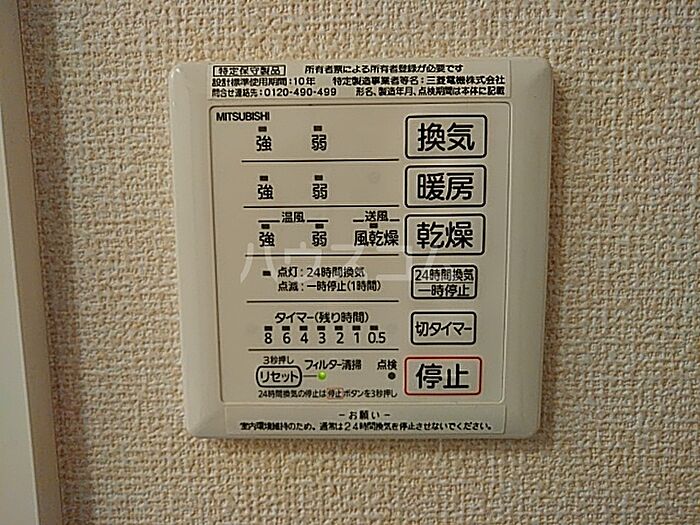 特定保守製品 所有者票による所有者登録が必要です
設計標準使用期間:10年 特定製造事業者等名:三菱電機株式会社
問合せ連絡先:0120-490-499 形名、製造年月、点検期間は本体に記載
MITSUBISHI
強 弱 換気
強 弱 暖房
温風 送風
強 弱 風乾燥 乾燥
点灯:24時間換気
点滅:一時停止(1時間)
24時間換気
一時停止
タイマー(残り時間)
8 6 4 3 2 1 0.5
切タイマー
3秒押し
リセット フィルター清掃 点検
停止
24時間換気の停止は停止ボタンを3秒押し
-お願い-
室内環境維持のため、通常は24時間換気を停止させないでください。
ハウスコム